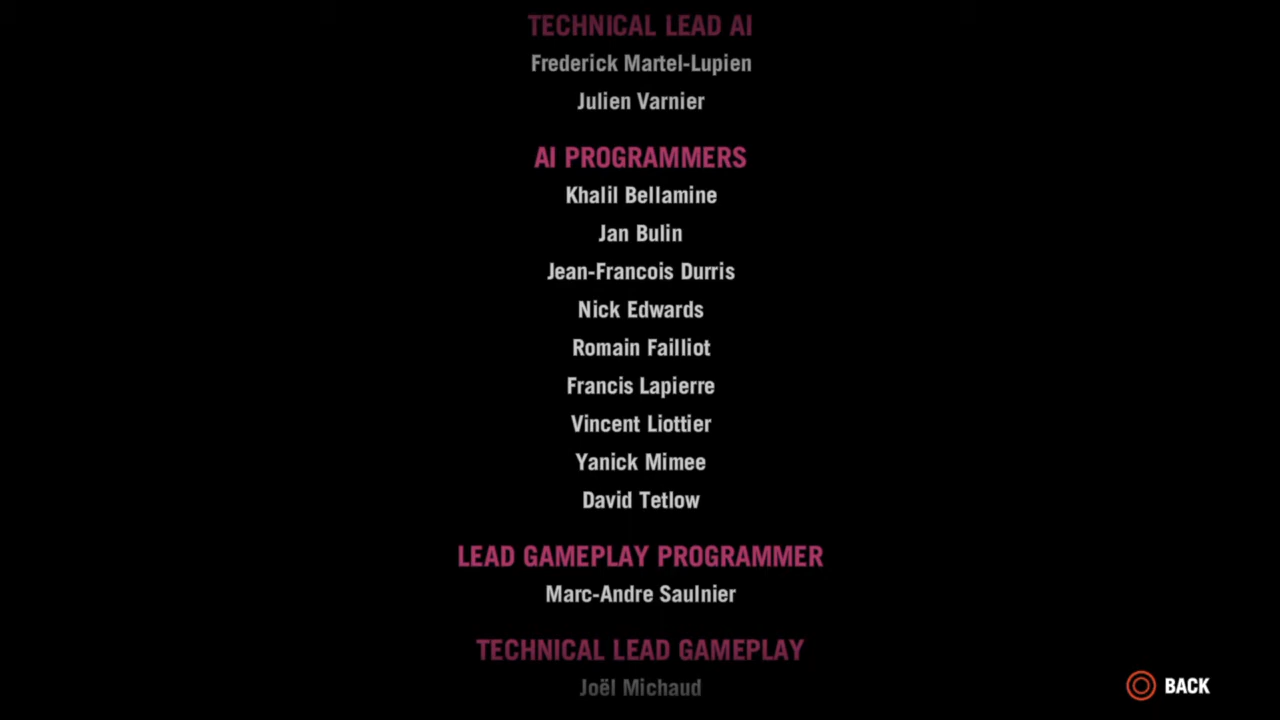 TECHNICAL LEAD AI
Frederick Martel-Lupien
Julien Varnier
AI PROGRAMMERS
Khalil Bellamine
Jan Bulin
Jean-Francois Durris
Nick Edwards
Romain Failliot
Francis Lapierre
Vincent Liottier
Yanick Mimee
David Tetlow
LEAD GAMEPLAY PROGRAMMER
Marc-Andre Saulnier
TECHNICAL LEAD GAMEPLAY
Joël Michaud
BACK